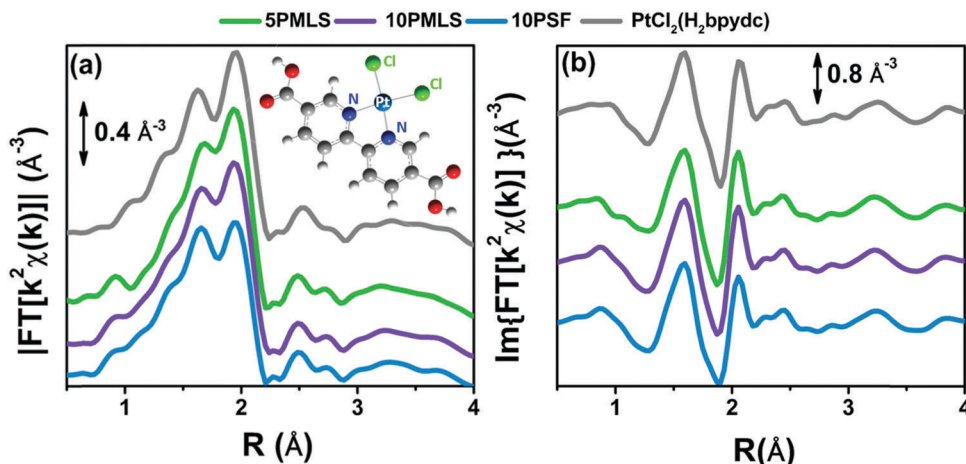 5PMLS 10PMLS 10PSF PtCl₂(H₂bpydc)
(a)
0.4 Å⁻³
Cl
Cl
N
Pt
N
|FT[k²χ(k)]| (Å⁻³)
1 2 3 4
R (Å)
(b)
0.8 Å⁻³
Im{FT[k²χ(k)] }(Å⁻³)
1 2 3 4
R(Å)